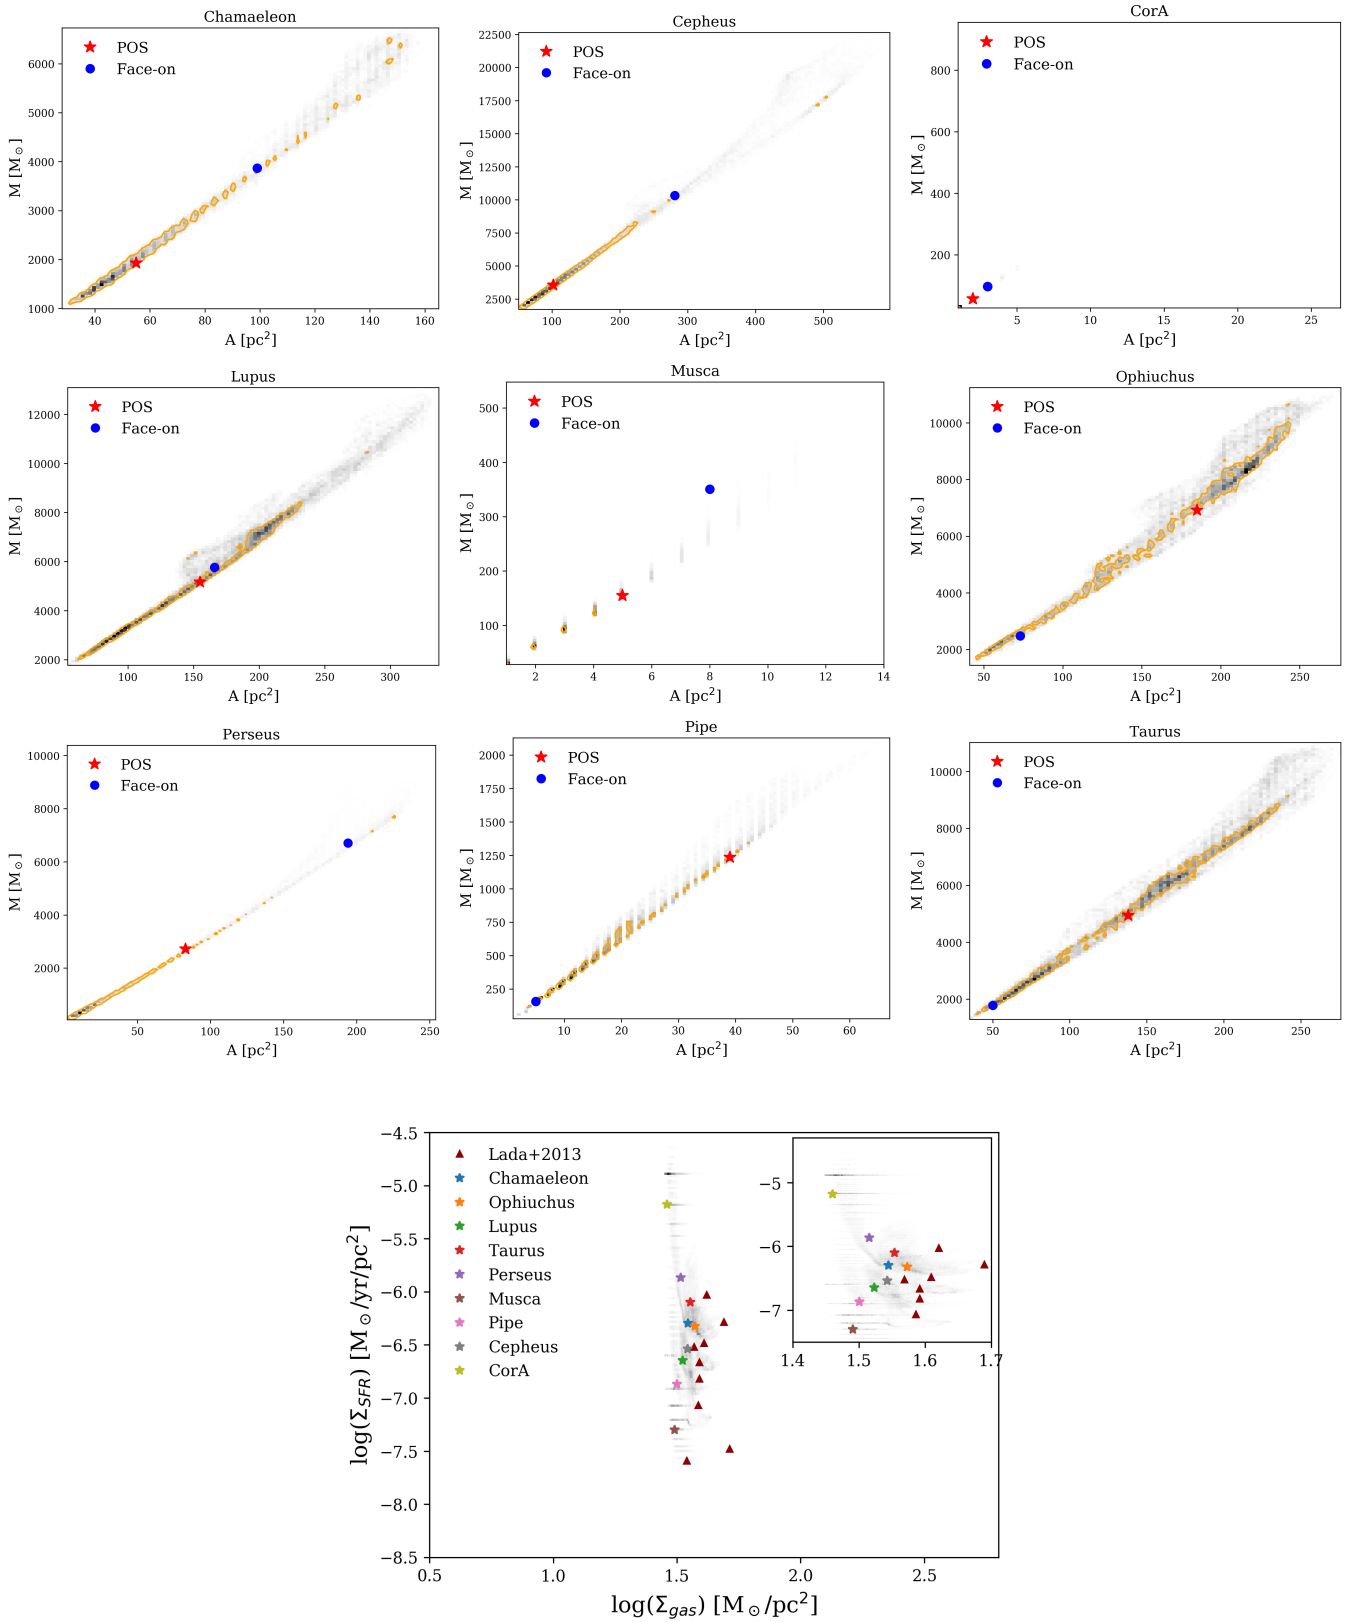 Chamaeleon
POS
Face-on
6000
5000
4000
3000
2000
1000
M [M⊙]
40 60 80 100 120 140 160
A [pc²]
Cepheus
POS
Face-on
22500
20000
17500
15000
12500
10000
7500
5000
2500
M [M⊙]
100 200 300 400 500
A [pc²]
CorA
POS
Face-on
800
600
400
200
M [M⊙]
5 10 15 20 25
A [pc²]
Lupus
POS
Face-on
12000
10000
8000
6000
4000
2000
M [M⊙]
100 150 200 250 300
A [pc²]
Musca
POS
Face-on
500
400
300
200
100
M [M⊙]
2 4 6 8 10 12 14
A [pc²]
Ophiuchus
POS
Face-on
10000
8000
6000
4000
2000
M [M⊙]
50 100 150 200 250
A [pc²]
Perseus
POS
Face-on
10000
8000
6000
4000
2000
M [M⊙]
50 100 150 200 250
A [pc²]
Pipe
POS
Face-on
2000
1750
1500
1250
1000
750
500
250
M [M⊙]
10 20 30 40 50 60
A [pc²]
Taurus
POS
Face-on
10000
8000
6000
4000
2000
M [M⊙]
50 100 150 200 250
A [pc²]
−4.5
−5.0
−5.5
−6.0
−6.5
−7.0
−7.5
−8.0
−8.5
log(Σ_SFR) [M⊙/yr/pc²]
Lada+2013
Chamaeleon
Ophiuchus
Lupus
Taurus
Perseus
Musca
Pipe
Cepheus
CorA
−5
−6
−7
1.4 1.5 1.6 1.7
0.5 1.0 1.5 2.0 2.5
log(Σ_gas) [M⊙/pc²]